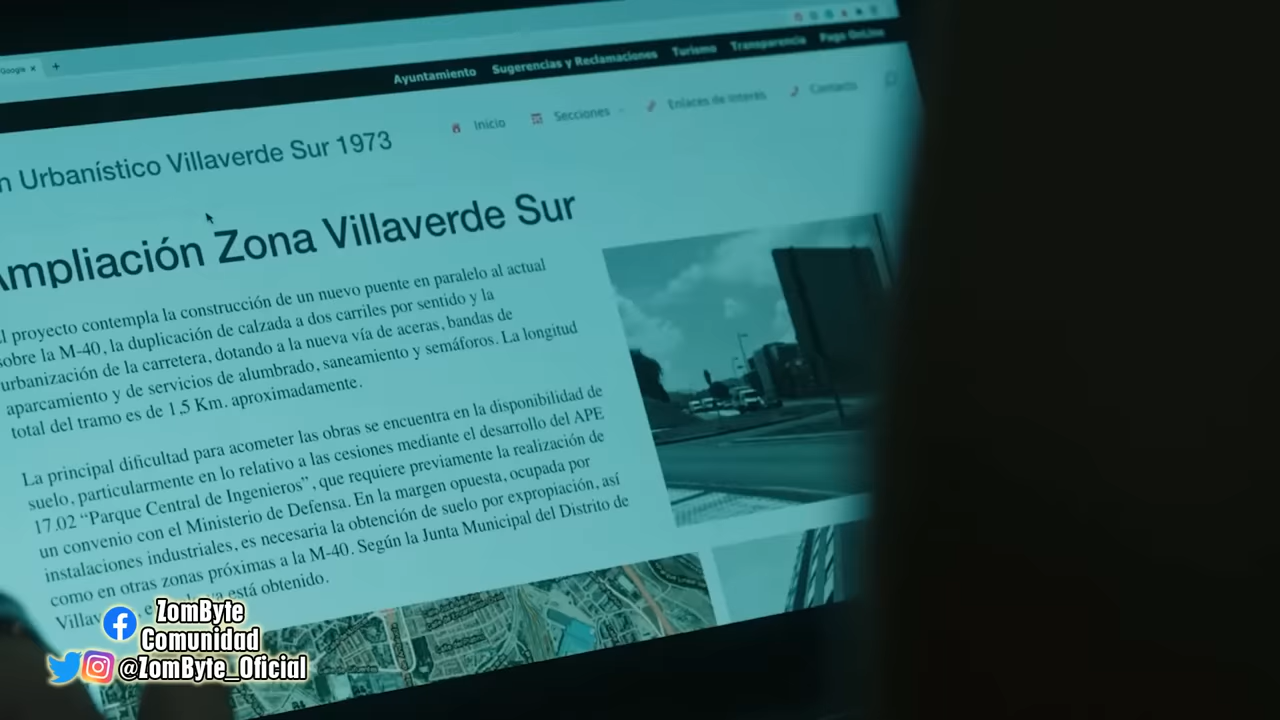 Google × +
Ayuntamiento Sugerencias y Reclamaciones Turismo Transparencia Pago OnLine
n Urbanístico Villaverde Sur 1973
Inicio Secciones Enlaces de Interés Contacto
Ampliación Zona Villaverde Sur
El proyecto contempla la construcción de un nuevo puente en paralelo al actual
sobre la M-40, la duplicación de calzada a dos carriles por sentido y la
urbanización de la carretera, dotando a la nueva vía de aceras, bandas de
aparcamiento y de servicios de alumbrado, saneamiento y semáforos. La longitud
total del tramo es de 1,5 Km. aproximadamente.
La principal dificultad para acometer las obras se encuentra en la disponibilidad de
suelo, particularmente en lo relativo a las cesiones mediante el desarrollo del APE
17.02 “Parque Central de Ingenieros”, que requiere previamente la realización de
un convenio con el Ministerio de Defensa. En la margen opuesta, ocupada por
instalaciones industriales, es necesaria la obtención de suelo por expropiación, así
como en otras zonas próximas a la M-40. Según la Junta Municipal del Distrito de
está obtenido.
ZomByte
Comunidad
@ZomByte_Oficial